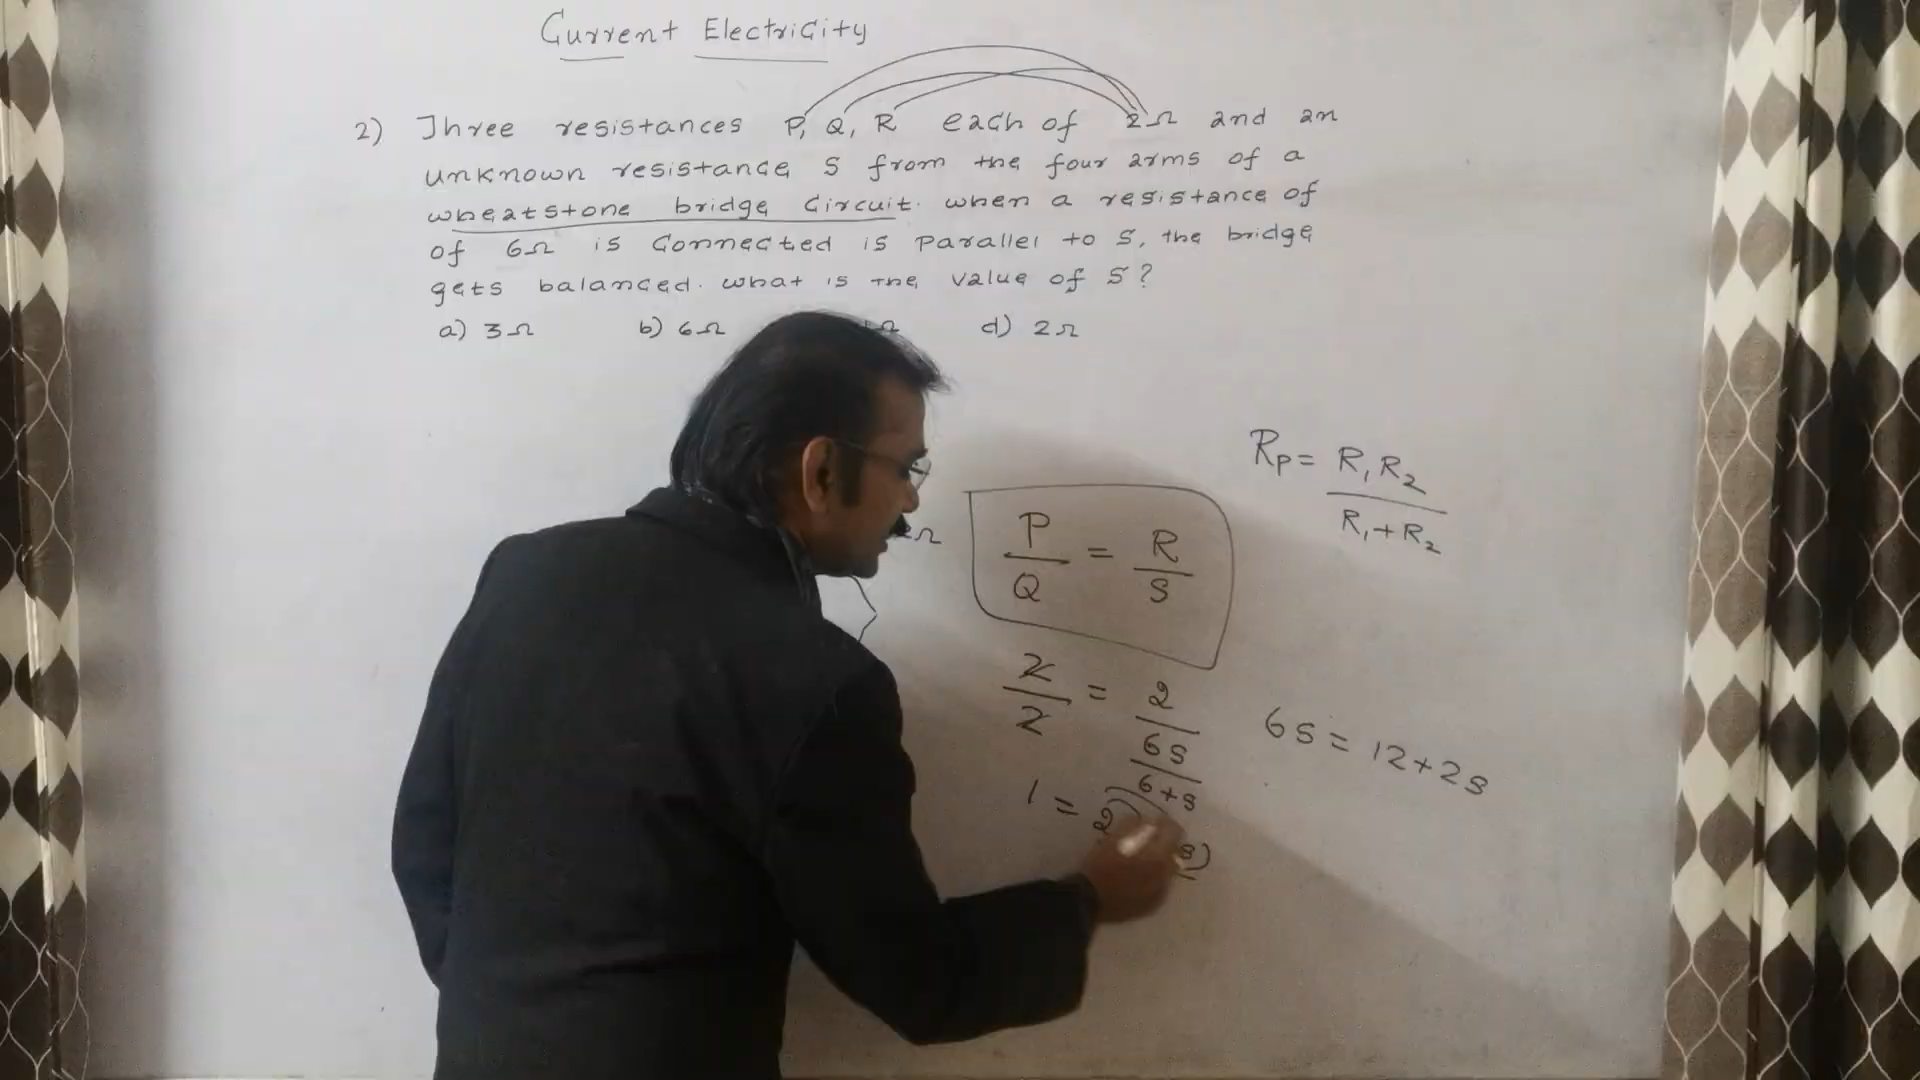 Current Electricity
2) Three resistances P, Q, R each of 2Ω and an
unknown resistance S from the four arms of a
wheatstone bridge circuit. when a resistance of
of 6Ω is connected is parallel to S, the bridge
gets balanced. what is the value of S?
a) 3Ω b) 6Ω Ω d) 2Ω
Rp = R1R2 / R1+R2
Ω
P/Q = R/S
2/2 = 2 / 6S / 6+S
6S = 12+2S
1 = 2 S)